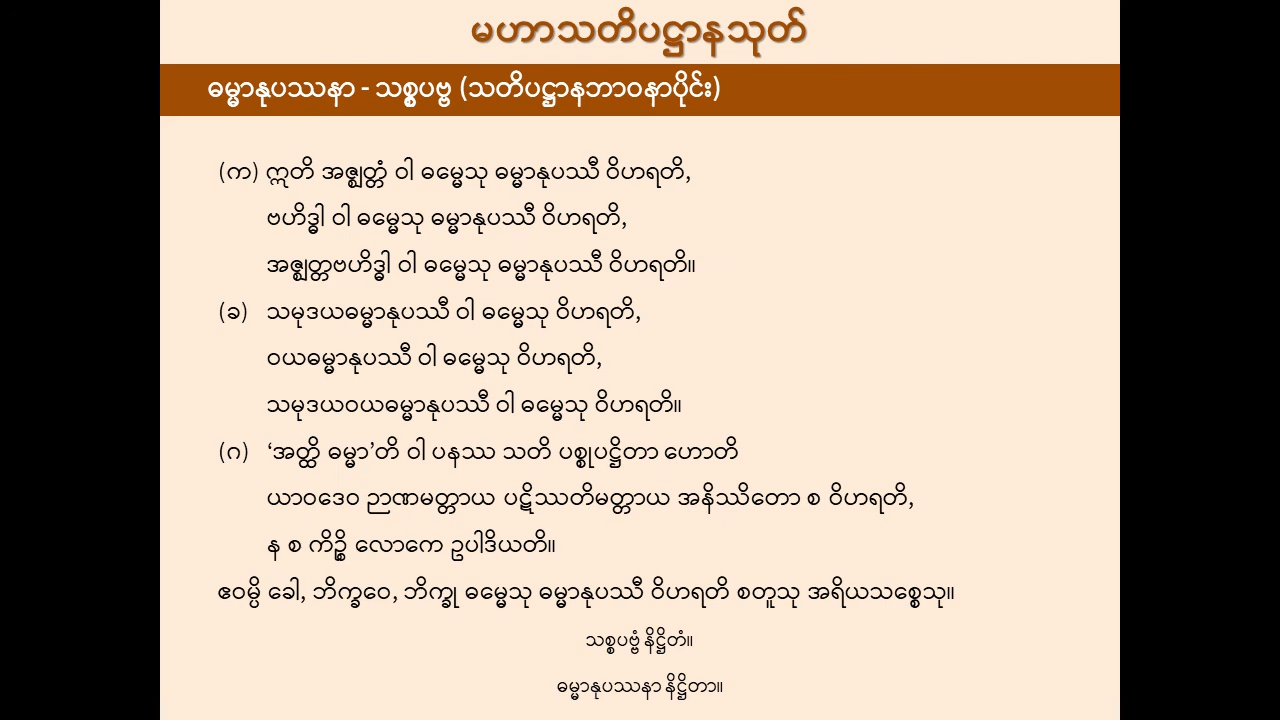 မဟာသတိပဋ္ဌာနသုတ်
ဓမ္မာနုပဿနာ - သစ္စပဗ္ဗ (သတိပဋ္ဌာနဘာဝနာပိုင်း)
(က) ဣတိ အဇ္ဈတ္တံ ဝါ ဓမ္မေသု ဓမ္မာနုပဿီ ဝိဟရတိ,
ဗဟိဒ္ဓါ ဝါ ဓမ္မေသု ဓမ္မာနုပဿီ ဝိဟရတိ,
အဇ္ဈတ္တဗဟိဒ္ဓါ ဝါ ဓမ္မေသု ဓမ္မာနုပဿီ ဝိဟရတိ။
(ခ) သမုဒယဓမ္မာနုပဿီ ဝါ ဓမ္မေသု ဝိဟရတိ,
ဝယဓမ္မာနုပဿီ ဝါ ဓမ္မေသု ဝိဟရတိ,
သမုဒယဝယဓမ္မာနုပဿီ ဝါ ဓမ္မေသု ဝိဟရတိ။
(ဂ) ‘အတ္ထိ ဓမ္မာ’တိ ဝါ ပနဿ သတိ ပစ္စုပဋ္ဌိတာ ဟောတိ
ယာဝဒေဝ ဉာဏမတ္တာယ ပဋိဿတိမတ္တာယ အနိဿိတော စ ဝိဟရတိ,
န စ ကိဉ္စိ လောကေ ဥပါဒိယတိ။
ဧဝမ္ပိ ခေါ, ဘိက္ခဝေ, ဘိက္ခု ဓမ္မေသု ဓမ္မာနုပဿီ ဝိဟရတိ စတူသု အရိယသစ္စေသု။
သစ္စပဗ္ဗံ နိဋ္ဌိတံ။
ဓမ္မာနုပဿနာ နိဋ္ဌိတာ။